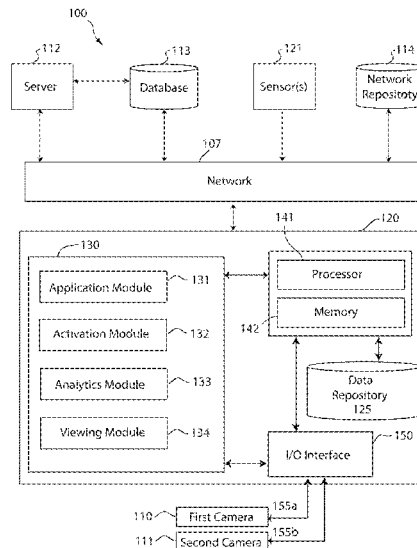 100
112
113
121
114
Server
Database
Sensor(s)
Network
Repository
107
Network
120
130
141
Application Module
131
Processor
Activation Module
132
142
Memory
Analytics Module
133
Data
Repository
125
Viewing Module
134
150
I/O Interface
155a
110
First Camera
155b
111
Second Camera